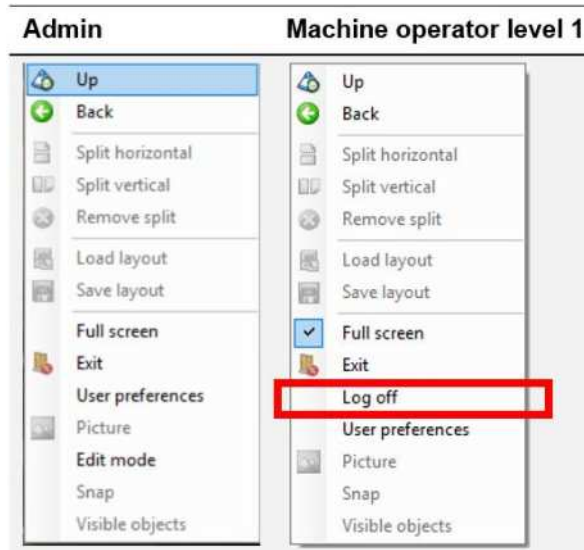 Admin
Machine operator level 1
Up
Back
Split horizontal
Split vertical
Remove split
Load layout
Save layout
Full screen
Exit
User preferences
Picture
Edit mode
Snap
Visible objects
Up
Back
Split horizontal
Split vertical
Remove split
Load layout
Save layout
Full screen
Exit
Log off
User preferences
Picture
Snap
Visible objects